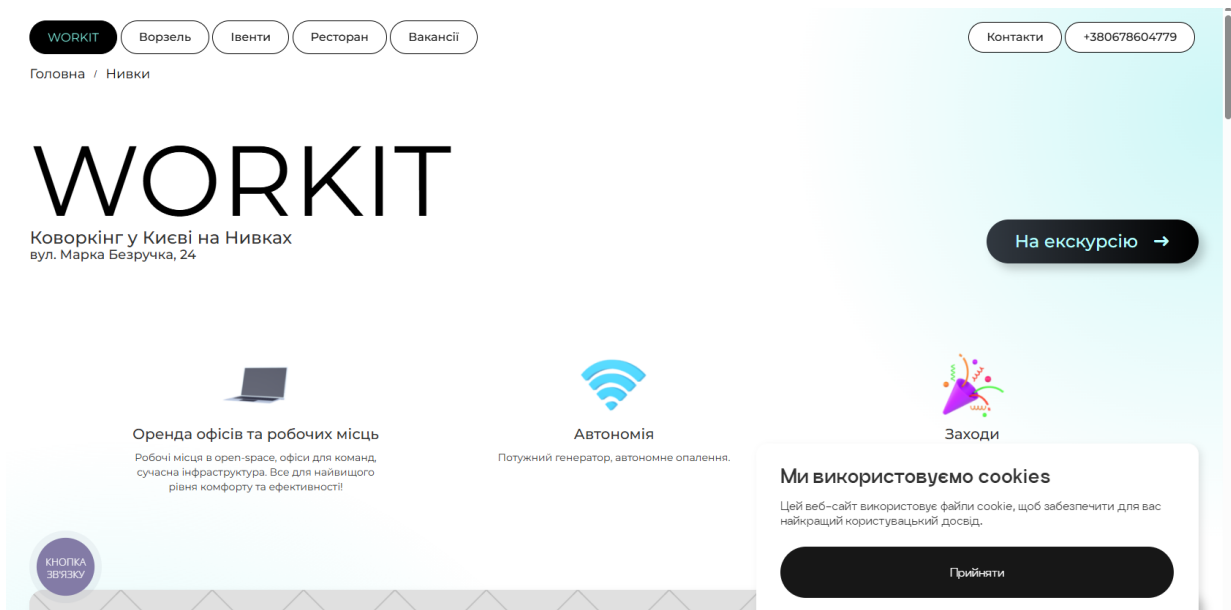 WORKIT
Ворзель
Івенти
Ресторан
Вакансії
Контакти
+380678604779
Головна / Нивки
WORKIT
Коворкінг у Києві на Нивках
вул. Марка Безручка, 24
На екскурсію →
Оренда офісів та робочих місць
Робочі місця в open-space, офіси для команд,
сучасна інфраструктура. Все для найвищого
рівня комфорту та ефективності!
Автономія
Потужний генератор, автономне опалення.
Заходи
Ми використовуємо cookies
Цей веб-сайт використовує файли cookie, щоб забезпечити для вас
найкращий користувацький досвід.
Прийняти
КНОПКА
ЗВ'ЯЗКУ